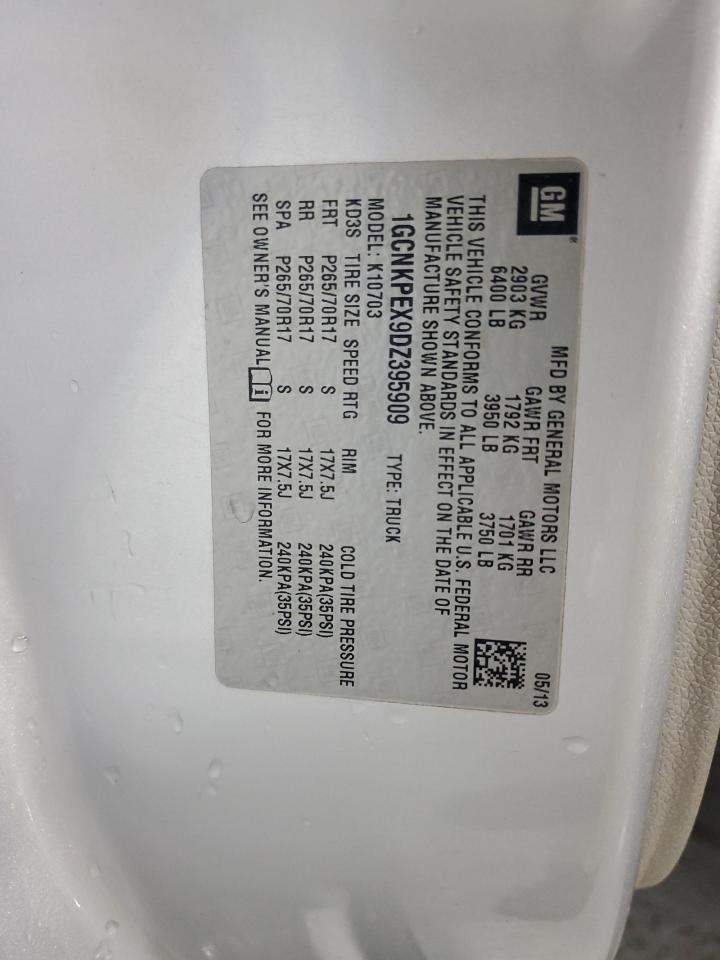 GM®
MFD BY GENERAL MOTORS LLC 05/13
GVWR GAWR FRT GAWR RR
2903 KG 1792 KG 1701 KG
6400 LB 3950 LB 3750 LB
THIS VEHICLE CONFORMS TO ALL APPLICABLE U.S. FEDERAL MOTOR
VEHICLE SAFETY STANDARDS IN EFFECT ON THE DATE OF
MANUFACTURE SHOWN ABOVE.
1GCNKPEX9DZ395909 TYPE: TRUCK
MODEL: K10703
KD3S TIRE SIZE SPEED RTG RIM COLD TIRE PRESSURE
FRT P265/70R17 S 17X7.5J 240KPA(35PSI)
RR P265/70R17 S 17X7.5J 240KPA(35PSI)
SPA P265/70R17 S 17X7.5J 240KPA(35PSI)
SEE OWNER'S MANUAL i FOR MORE INFORMATION.